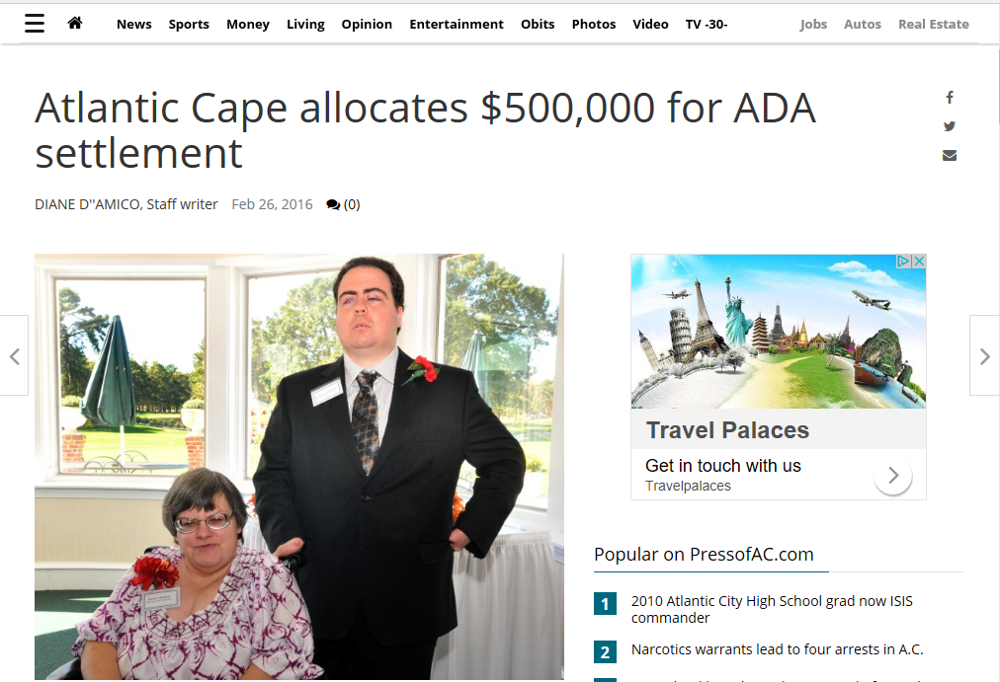 News Sports Money Living Opinion Entertainment Obits Photos Video TV -30- Jobs Autos Real Estate
Atlantic Cape allocates $500,000 for ADA
settlement
DIANE D''AMICO, Staff writer Feb 26, 2016 (0)
Travel Palaces
Get in touch with us
Travelpalaces
Popular on PressofAC.com
1 2010 Atlantic City High School grad now ISIS
commander
2 Narcotics warrants lead to four arrests in A.C.